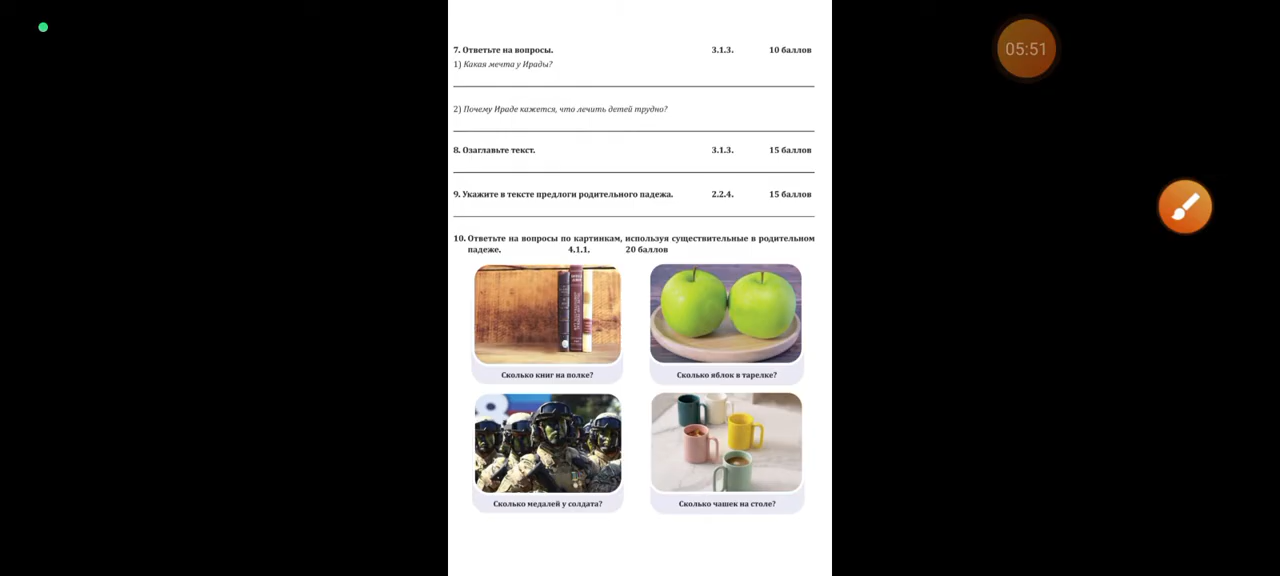 05:51
7. Ответьте на вопросы. 3.1.3. 10 баллов
1) Какая мечта у Ирады?
2) Почему Ираде кажется, что лечить детей трудно?
8. Озаглавьте текст. 3.1.3. 15 баллов
9. Укажите в тексте предлоги родительного падежа. 2.2.4. 15 баллов
10. Ответьте на вопросы по картинкам, используя существительные в родительном
падеже. 4.1.1. 20 баллов
Сколько книг на полке?
Сколько яблок в тарелке?
Сколько медалей у солдата?
Сколько чашек на столе?